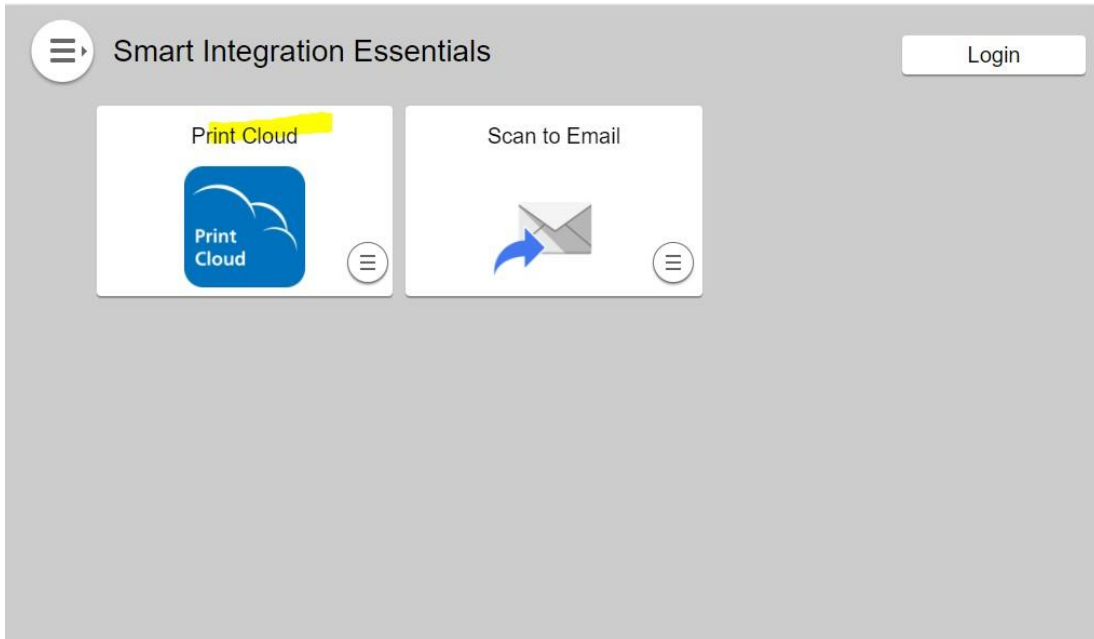 Smart Integration Essentials
Login
Print Cloud
Scan to Email
Print
Cloud